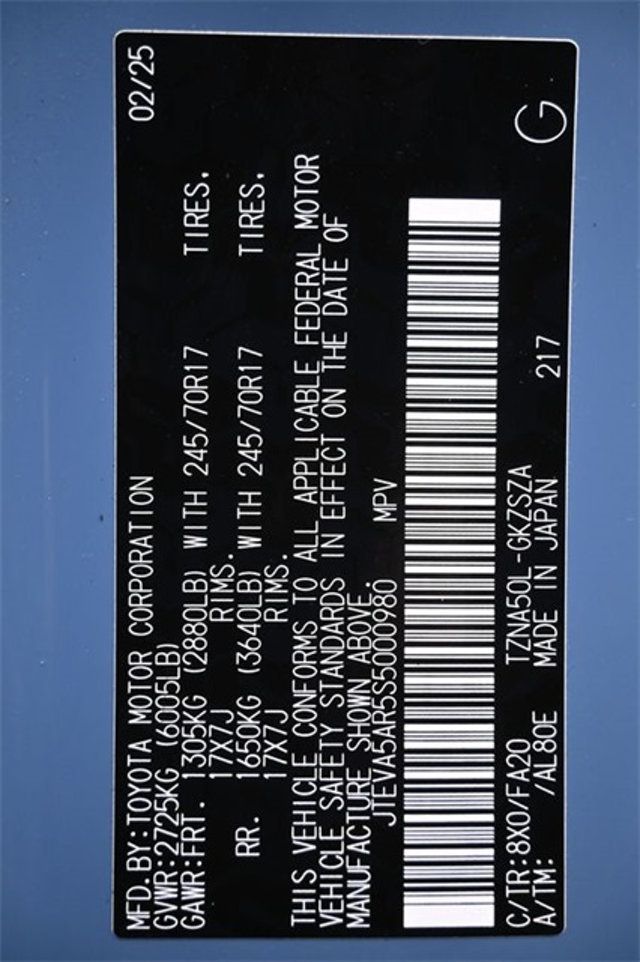 MFD.BY:TOYOTA MOTOR CORPORATION 02/25
GVWR:2725KG (6005LB)
GAWR:FRT. 1305KG (2880LB) WITH 245/70R17 TIRES.
17X7J RIMS.
RR. 1650KG (3640LB) WITH 245/70R17 TIRES.
17X7J RIMS.
THIS VEHICLE CONFORMS TO ALL APPLICABLE FEDERAL MOTOR
VEHICLE SAFETY STANDARDS IN EFFECT ON THE DATE OF
MANUFACTURE SHOWN ABOVE.
JTEVA5AR5S5000980 MPV
C/TR:8X0/FA20 TZNA50L-GKZSZA G
A/TM: /AL80E MADE IN JAPAN 217